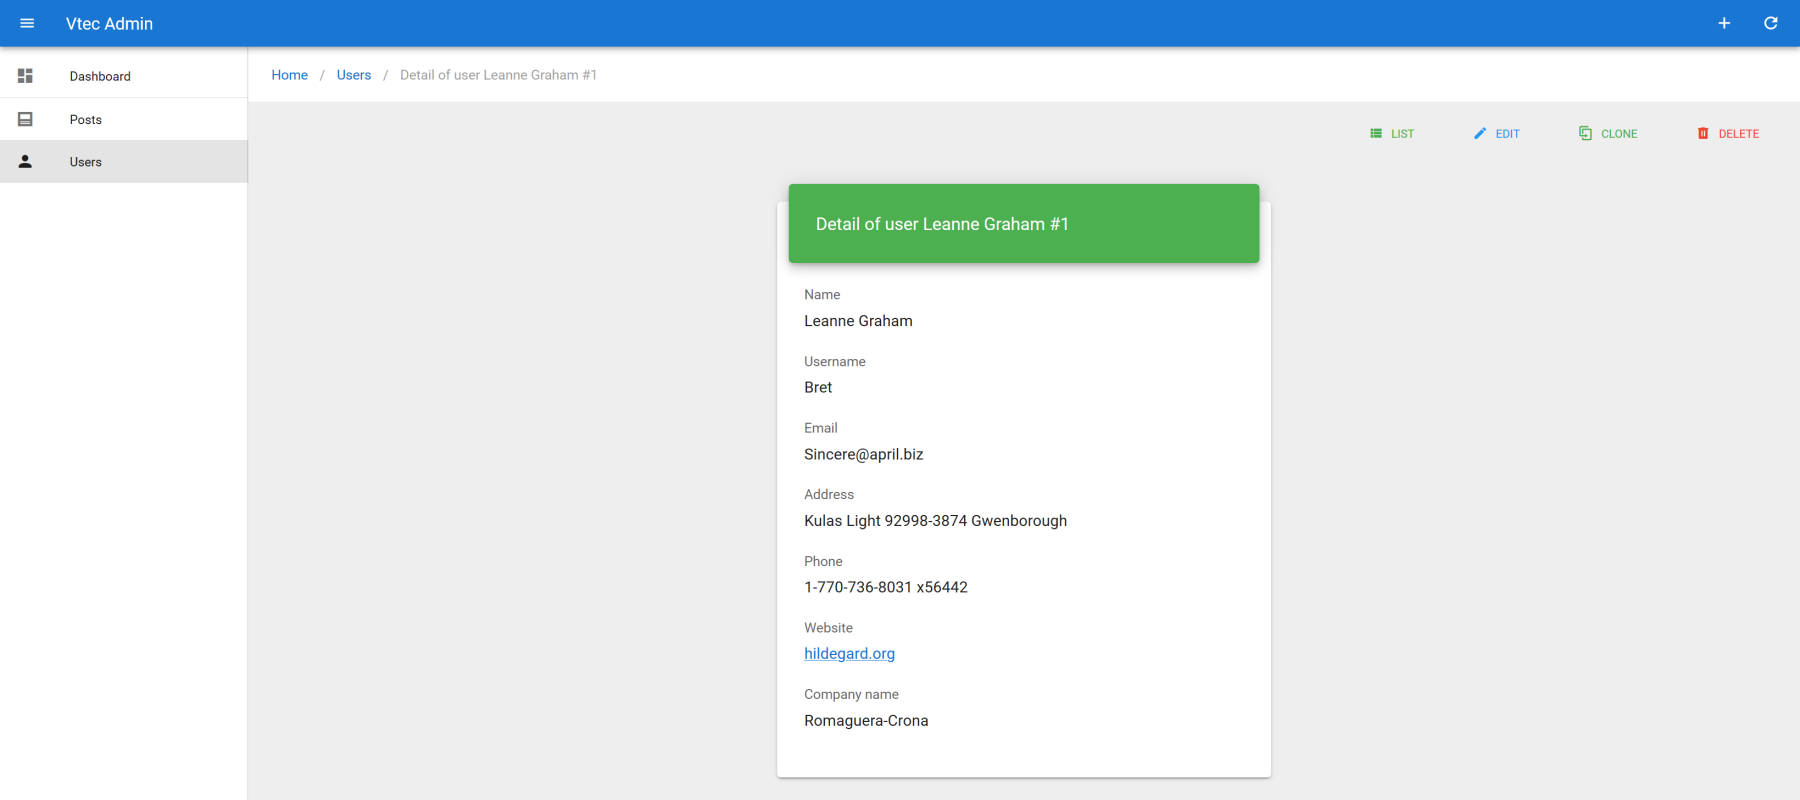 Vtec Admin
Dashboard
Posts
Users
Home / Users / Detail of user Leanne Graham #1
LIST EDIT CLONE DELETE
Detail of user Leanne Graham #1
Name
Leanne Graham
Username
Bret
Email
Sincere@april.biz
Address
Kulas Light 92998-3874 Gwenborough
Phone
1-770-736-8031 x56442
Website
hildegard.org
Company name
Romaguera-Crona